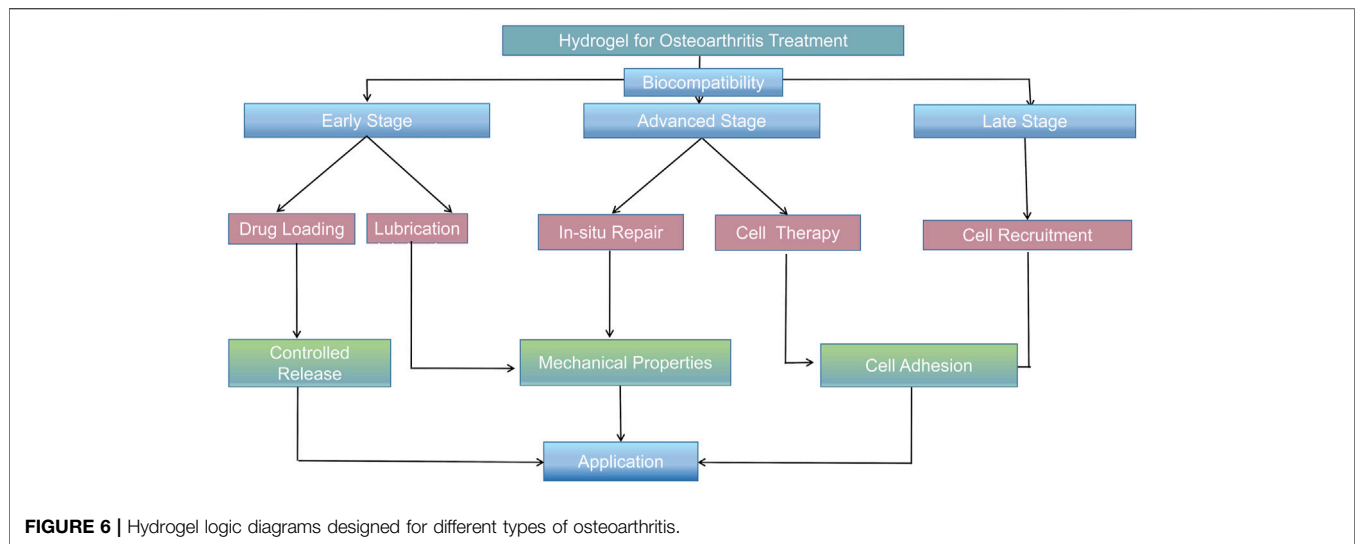 Hydrogel for Osteoarthritis Treatment
Biocompatibility
Early Stage
Advanced Stage
Late Stage
Drug Loading
Lubrication
In-situ Repair
Cell Therapy
Cell Recruitment
Controlled
Release
Mechanical Properties
Cell Adhesion
Application
FIGURE 6 | Hydrogel logic diagrams designed for different types of osteoarthritis.